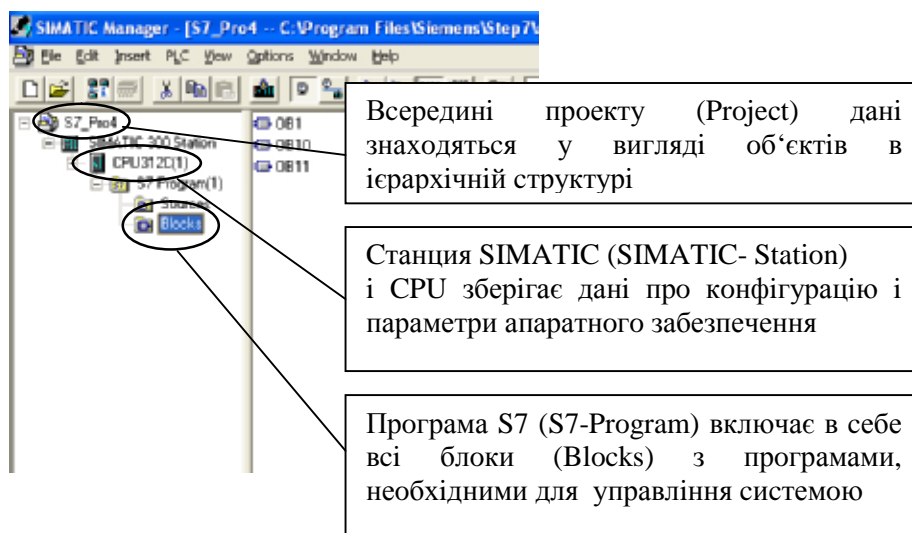 SIMATIC Manager - [S7_Pro4 -- C:\Program Files\Siemens\Step7\
File Edit Insert PLC View Options Window Help
S7_Pro4
SIMATIC 300 Station
CPU312C(1)
S7 Program(1)
Sources
Blocks
OB1
OB10
OB11
Всередині проекту (Project) дані
знаходяться у вигляді об‘єктів в
ієрархічній структурі
Станция SIMATIC (SIMATIC- Station)
і CPU зберігає дані про конфігурацію і
параметри апаратного забезпечення
Програма S7 (S7-Program) включає в себе
всі блоки (Blocks) з програмами,
необхідними для управління системою